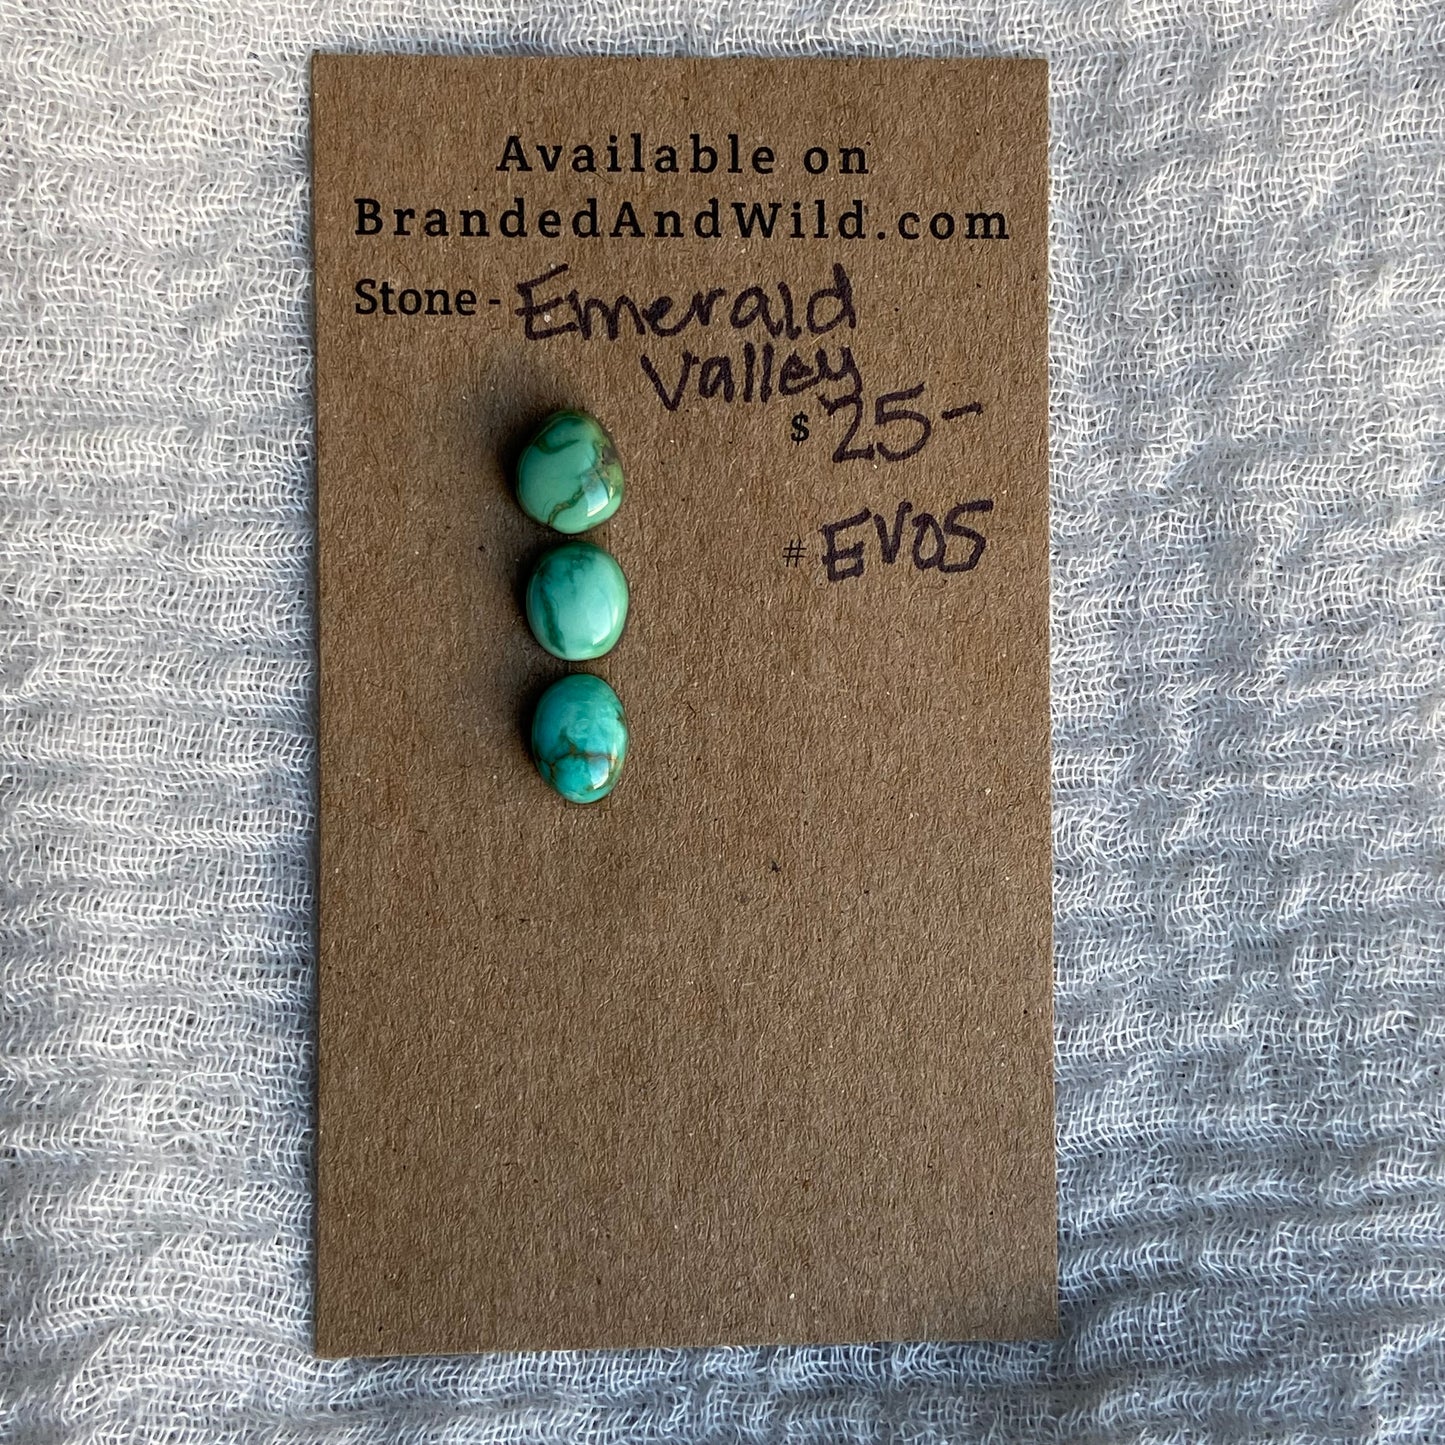 Available on
BrandedAndWild.com
Stone - Emerald
Valley
$ 25-
# EV05